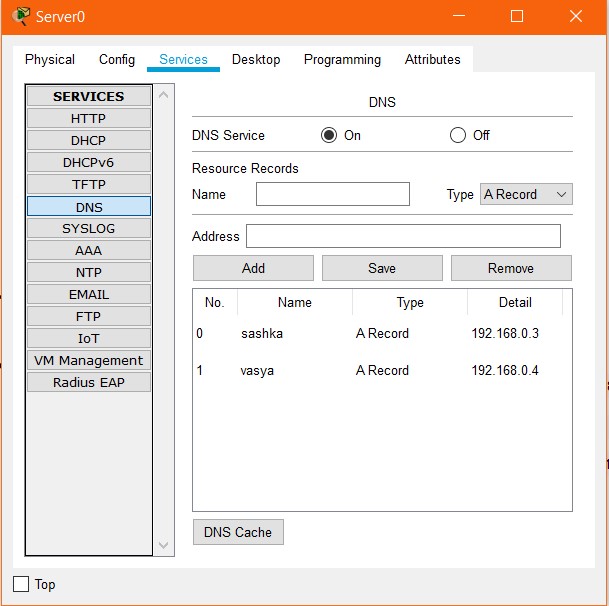 Server0
Physical Config Services Desktop Programming Attributes
SERVICES
HTTP
DHCP
DHCPv6
TFTP
DNS
SYSLOG
AAA
NTP
EMAIL
FTP
IoT
VM Management
Radius EAP
DNS
DNS Service On Off
Resource Records
Name Type A Record
Address
Add Save Remove
No. Name Type Detail
0 sashka A Record 192.168.0.3
1 vasya A Record 192.168.0.4
DNS Cache
Top